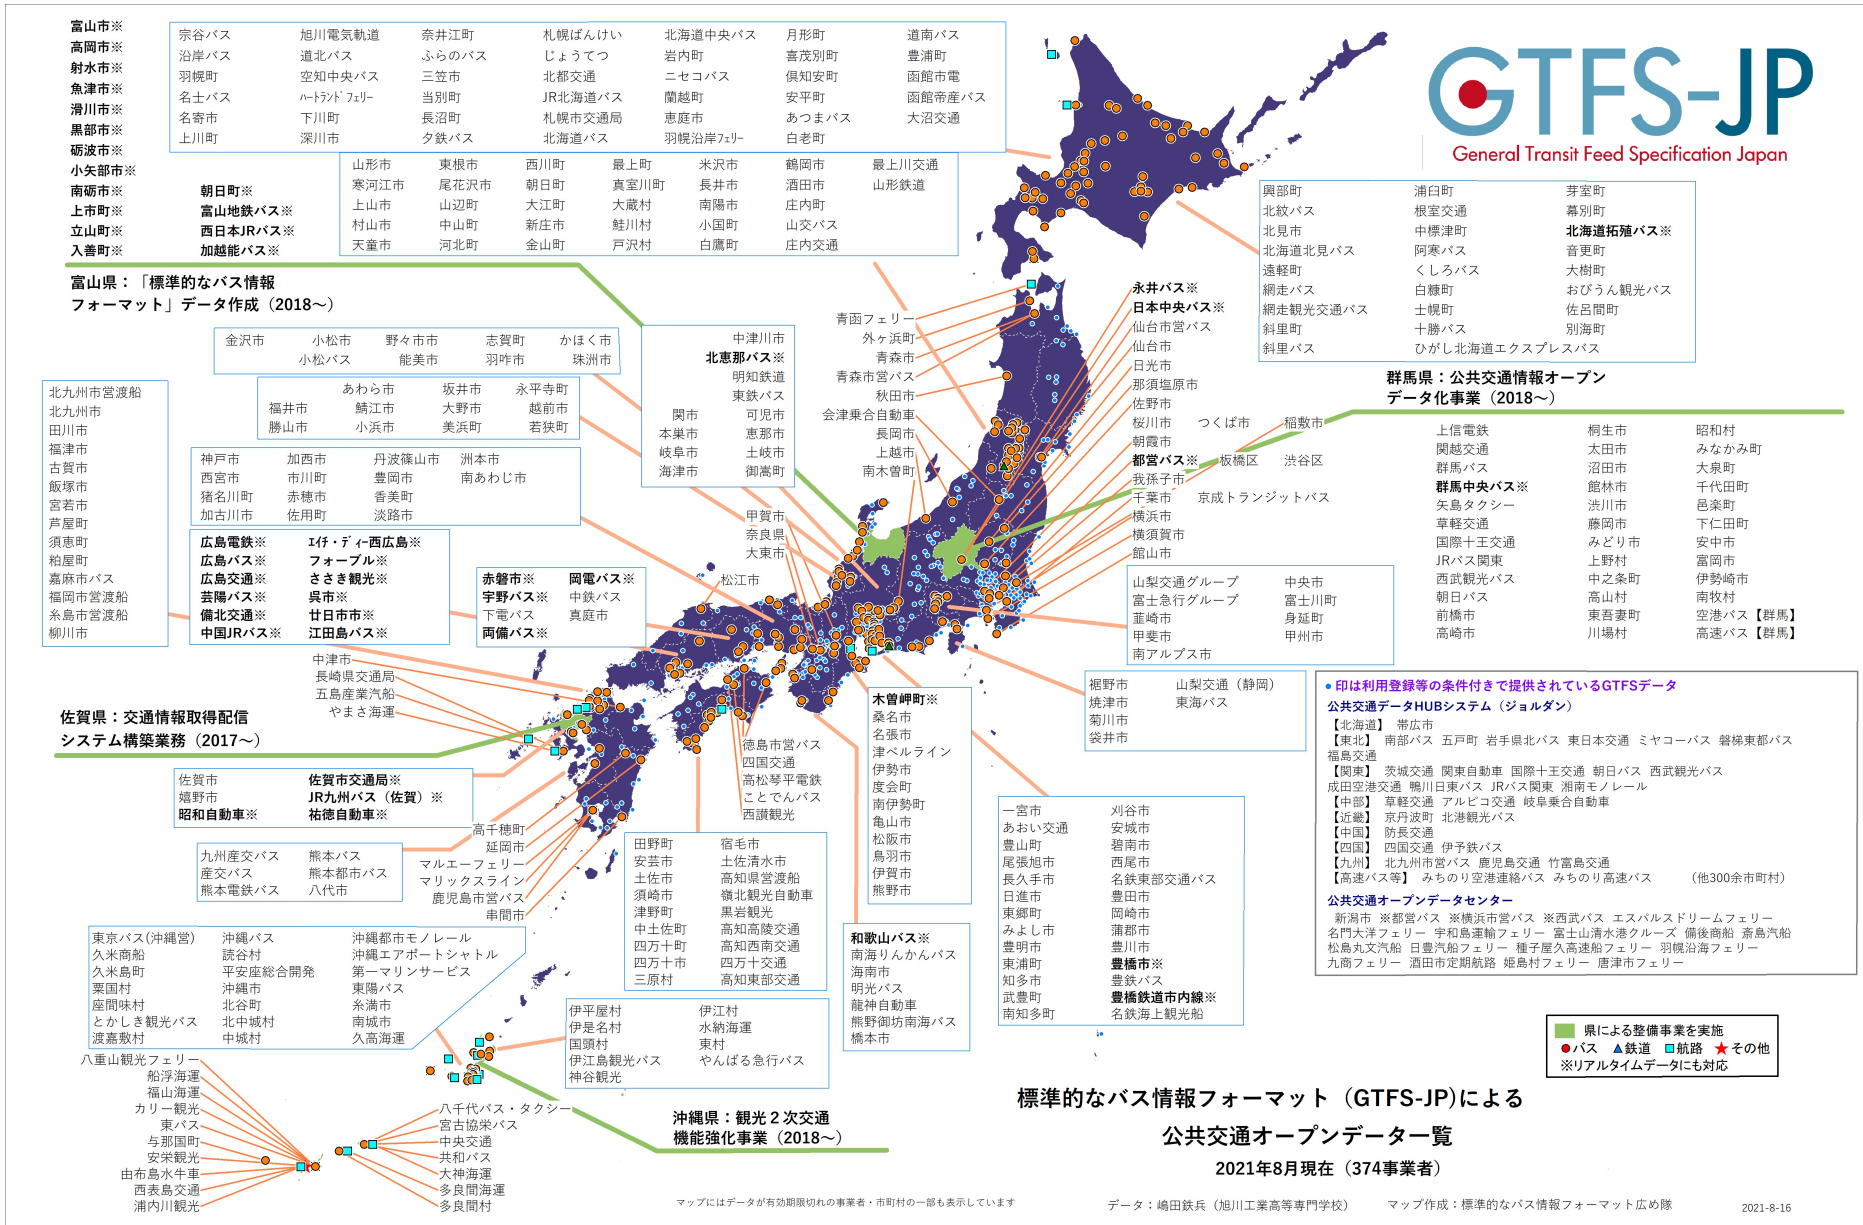 GTFS-JP
General Transit Feed Specification Japan
富山市※
高岡市※
射水市※
魚津市※
滑川市※
黒部市※
砺波市※
小矢部市※
南砺市※ 朝日町※
上市町※ 富山地鉄バス※
立山町※ 西日本JRバス※
入善町※ 加越能バス※
富山県：「標準的なバス情報
フォーマット」データ作成（2018～）
宗谷バス 旭川電気軌道 奈井江町 札幌ばんけい 北海道中央バス 月形町 道南バス
沿岸バス 道北バス ふらのバス じょうてつ 岩内町 喜茂別町 豊浦町
羽幌町 空知中央バス 三笠市 北都交通 ニセコバス 倶知安町 函館市電
名士バス ﾊｰﾄﾗﾝﾄﾞﾌｪﾘｰ 当別町 JR北海道バス 蘭越町 安平町 函館帝産バス
名寄市 下川町 長沼町 札幌市交通局 恵庭市 あつまバス 大沼交通
上川町 深川市 夕鉄バス 北海道バス 羽幌沿岸ﾌｪﾘｰ 白老町
山形市 東根市 西川町 最上町 米沢市 鶴岡市 最上川交通
寒河江市 尾花沢市 朝日町 真室川町 長井市 酒田市 山形鉄道
上山市 山辺町 大江町 大蔵村 南陽市 庄内町
村山市 中山町 新庄市 鮭川村 小国町 山交バス
天童市 河北町 金山町 戸沢村 白鷹町 庄内交通
興部町 浦臼町 芽室町
北紋バス 根室交通 幕別町
北見市 中標津町 北海道拓殖バス※
北海道北見バス 阿寒バス 音更町
遠軽町 くしろバス 大樹町
網走バス 白糠町 おびうん観光バス
網走観光交通バス 士幌町 佐呂間町
斜里町 十勝バス 別海町
斜里バス ひがし北海道エクスプレスバス
金沢市 小松市 野々市市 志賀町 かほく市
小松バス 能美市 羽咋市 珠洲市
あわら市 坂井市 永平寺町
福井市 鯖江市 大野市 越前市
勝山市 小浜市 美浜町 若狭町
中津川市
北恵那バス※
明知鉄道
東鉄バス
関市 可児市
本巣市 恵那市
岐阜市 土岐市
海津市 御嵩町
青函フェリー
外ヶ浜町
青森市
青森市営バス
秋田市
会津乗合自動車
長岡市
上越市
南木曽町
永井バス※
日本中央バス※
仙台市営バス
仙台市
日光市
那須塩原市
佐野市
桜川市 つくば市 稲敷市
朝霞市
都営バス※ 板橋区 渋谷区
我孫子市
千葉市 京成トランジットバス
横浜市
横須賀市
館山市
群馬県：公共交通情報オープン
データ化事業（2018～）
上信電鉄 桐生市 昭和村
関越交通 太田市 みなかみ町
群馬バス 沼田市 大泉町
群馬中央バス※ 館林市 千代田町
矢島タクシー 渋川市 邑楽町
草軽交通 藤岡市 下仁田町
国際十王交通 みどり市 安中市
JRバス関東 上野村 富岡市
西武観光バス 中之条町 伊勢崎市
朝日バス 高山村 南牧村
前橋市 東吾妻町 空港バス【群馬】
高崎市 川場村 高速バス【群馬】
北九州市営渡船
北九州市
田川市
福津市
古賀市
飯塚市
宮若市
芦屋町
須恵町
粕屋町
嘉麻市バス
福岡市営渡船
糸島市営渡船
柳川市
神戸市 加西市 丹波篠山市 洲本市
西宮市 市川町 豊岡市 南あわじ市
猪名川町 赤穂市 香美町
加古川市 佐用町 淡路市
広島電鉄※ ｴｲﾁ・ﾃﾞｨｰ西広島※
広島バス※ フォーブル※
広島交通※ ささき観光※
芸陽バス※ 呉市※
備北交通※ 廿日市市※
中国JRバス※ 江田島バス※
赤磐市※ 岡電バス※
宇野バス※ 中鉄バス
下電バス 真庭市
両備バス※
甲賀市
奈良県
大東市
松江市
山梨交通グループ 中央市
富士急行グループ 富士川町
韮崎市 身延町
甲斐市 甲州市
南アルプス市
裾野市 山梨交通（静岡）
焼津市 東海バス
菊川市
袋井市
中津市
長崎県交通局
五島産業汽船
やまさ海運
佐賀県：交通情報取得配信
システム構築業務（2017～）
佐賀市 佐賀市交通局※
嬉野市 JR九州バス（佐賀）※
昭和自動車※ 祐徳自動車※
九州産交バス 熊本バス
産交バス 熊本都市バス
熊本電鉄バス 八代市
高千穂町
延岡市
マルエーフェリー
マリックスライン
鹿児島市営バス
串間市
徳島市営バス
四国交通
高松琴平電鉄
ことでんバス
西讃観光
田野町 宿毛市
安芸市 土佐清水市
土佐市 高知県営渡船
須崎市 嶺北観光自動車
津野町 黒岩観光
中土佐町 高知高陵交通
四万十町 高知西南交通
四万十市 四万十交通
三原村 高知東部交通
木曽岬町※
桑名市
名張市
津ベルライン
伊勢市
度会町
南伊勢町
亀山市
松阪市
鳥羽市
伊賀市
熊野市
和歌山バス※
南海りんかんバス
海南市
明光バス
龍神自動車
熊野御坊南海バス
橋本市
一宮市 刈谷市
あおい交通 安城市
豊山町 碧南市
尾張旭市 西尾市
長久手市 名鉄東部交通バス
日進市 豊田市
東郷町 岡崎市
みよし市 蒲郡市
豊明市 豊川市
東浦町 豊橋市※
知多市 豊鉄バス
武豊町 豊橋鉄道市内線※
南知多町 名鉄海上観光船
●印は利用登録等の条件付きで提供されているGTFSデータ
公共交通データHUBシステム（ジョルダン）
【北海道】 帯広市
【東北】 南部バス 五戸町 岩手県北バス 東日本交通 ミヤコーバス 磐梯東都バス
福島交通
【関東】 茨城交通 関東自動車 国際十王交通 朝日バス 西武観光バス
成田空港交通 鴨川日東バス JRバス関東 湘南モノレール
【中部】 草軽交通 アルピコ交通 岐阜乗合自動車
【近畿】 京丹波町 北港観光バス
【中国】 防長交通
【四国】 四国交通 伊予鉄バス
【九州】 北九州市営バス 鹿児島交通 竹富島交通
【高速バス等】 みちのり空港連絡バス みちのり高速バス （他300余市町村）
公共交通オープンデータセンター
新潟市 ※都営バス ※横浜市営バス ※西武バス エスパルスドリームフェリー
名門大洋フェリー 宇和島運輸フェリー 富士山清水港クルーズ 備後商船 斎島汽船
松島丸文汽船 日豊汽船フェリー 種子屋久高速船フェリー 羽幌沿海フェリー
九商フェリー 酒田市定期航路 姫島村フェリー 唐津市フェリー
東京バス(沖縄営) 沖縄バス 沖縄都市モノレール
久米商船 読谷村 沖縄エアポートシャトル
久米島町 平安座総合開発 第一マリンサービス
粟国村 沖縄市 東陽バス
座間味村 北谷町 糸満市
とかしき観光バス 北中城村 南城市
渡嘉敷村 中城村 久高海運
伊平屋村 伊江村
伊是名村 水納海運
国頭村 東村
伊江島観光バス やんばる急行バス
神谷観光
八重山観光フェリー
船浮海運
福山海運
カリー観光
東バス
与那国町
安栄観光
由布島水牛車
西表島交通
浦内川観光
八千代バス・タクシー
宮古協栄バス
中央交通
共和バス
大神海運
多良間海運
多良間村
沖縄県：観光２次交通
機能強化事業（2018～）
県による整備事業を実施
バス 鉄道 航路 その他
※リアルタイムデータにも対応
標準的なバス情報フォーマット（GTFS-JP)による
公共交通オープンデータ一覧
2021年8月現在（374事業者）
マップにはデータが有効期限切れの事業者・市町村の一部も表示しています
データ：嶋田鉄兵（旭川工業高等専門学校） マップ作成：標準的なバス情報フォーマット広め隊 2021-8-16